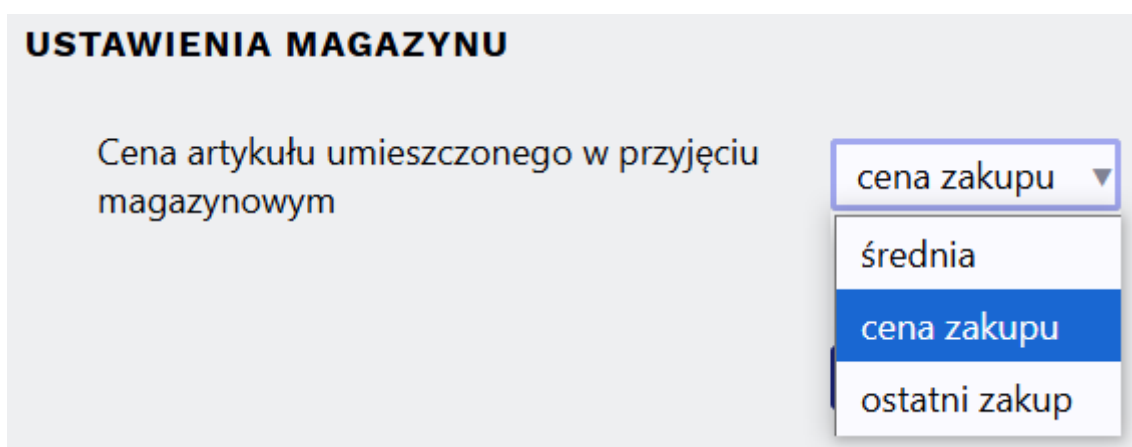 USTAWIENIA MAGAZYNU
Cena artykułu umieszczonego w przyjęciu
magazynowym
cena zakupu
średnia
cena zakupu
ostatni zakup